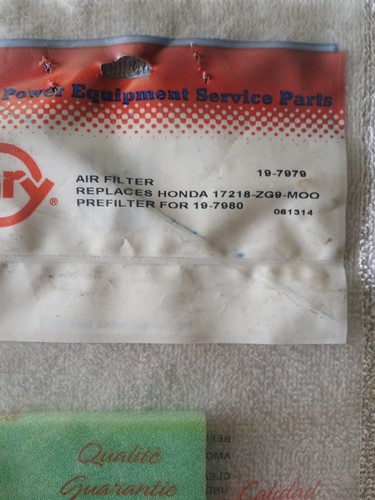 Power Equipment Service Parts
19-7979
AIR FILTER
REPLACES HONDA 17218-ZG9-MOO
PREFILTER FOR 19-7980
061314
ry®
Qualite
Guarantie
Calidad